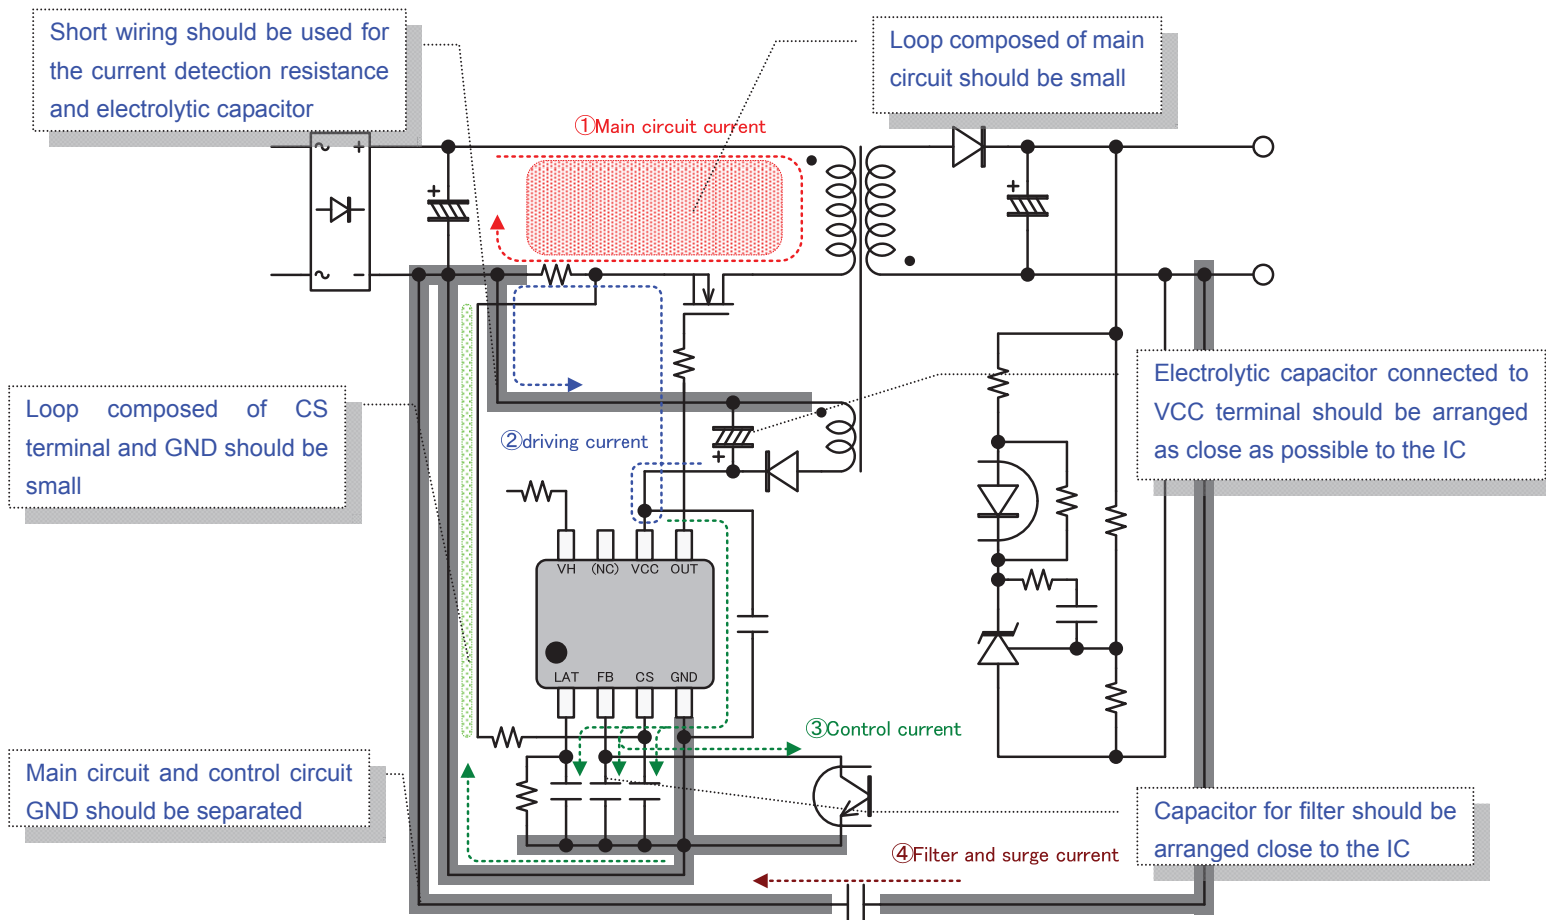 Short wiring should be used for
the current detection resistance
and electrolytic capacitor
Loop composed of main
circuit should be small
①Main circuit current
~ +
+
+
~ −
Loop composed of CS
terminal and GND should be
small
Electrolytic capacitor connected to
VCC terminal should be arranged
as close as possible to the IC
②driving current
+
VH (NC) VCC OUT
LAT FB CS GND
③Control current
Main circuit and control circuit
GND should be separated
Capacitor for filter should be
arranged close to the IC
④Filter and surge current